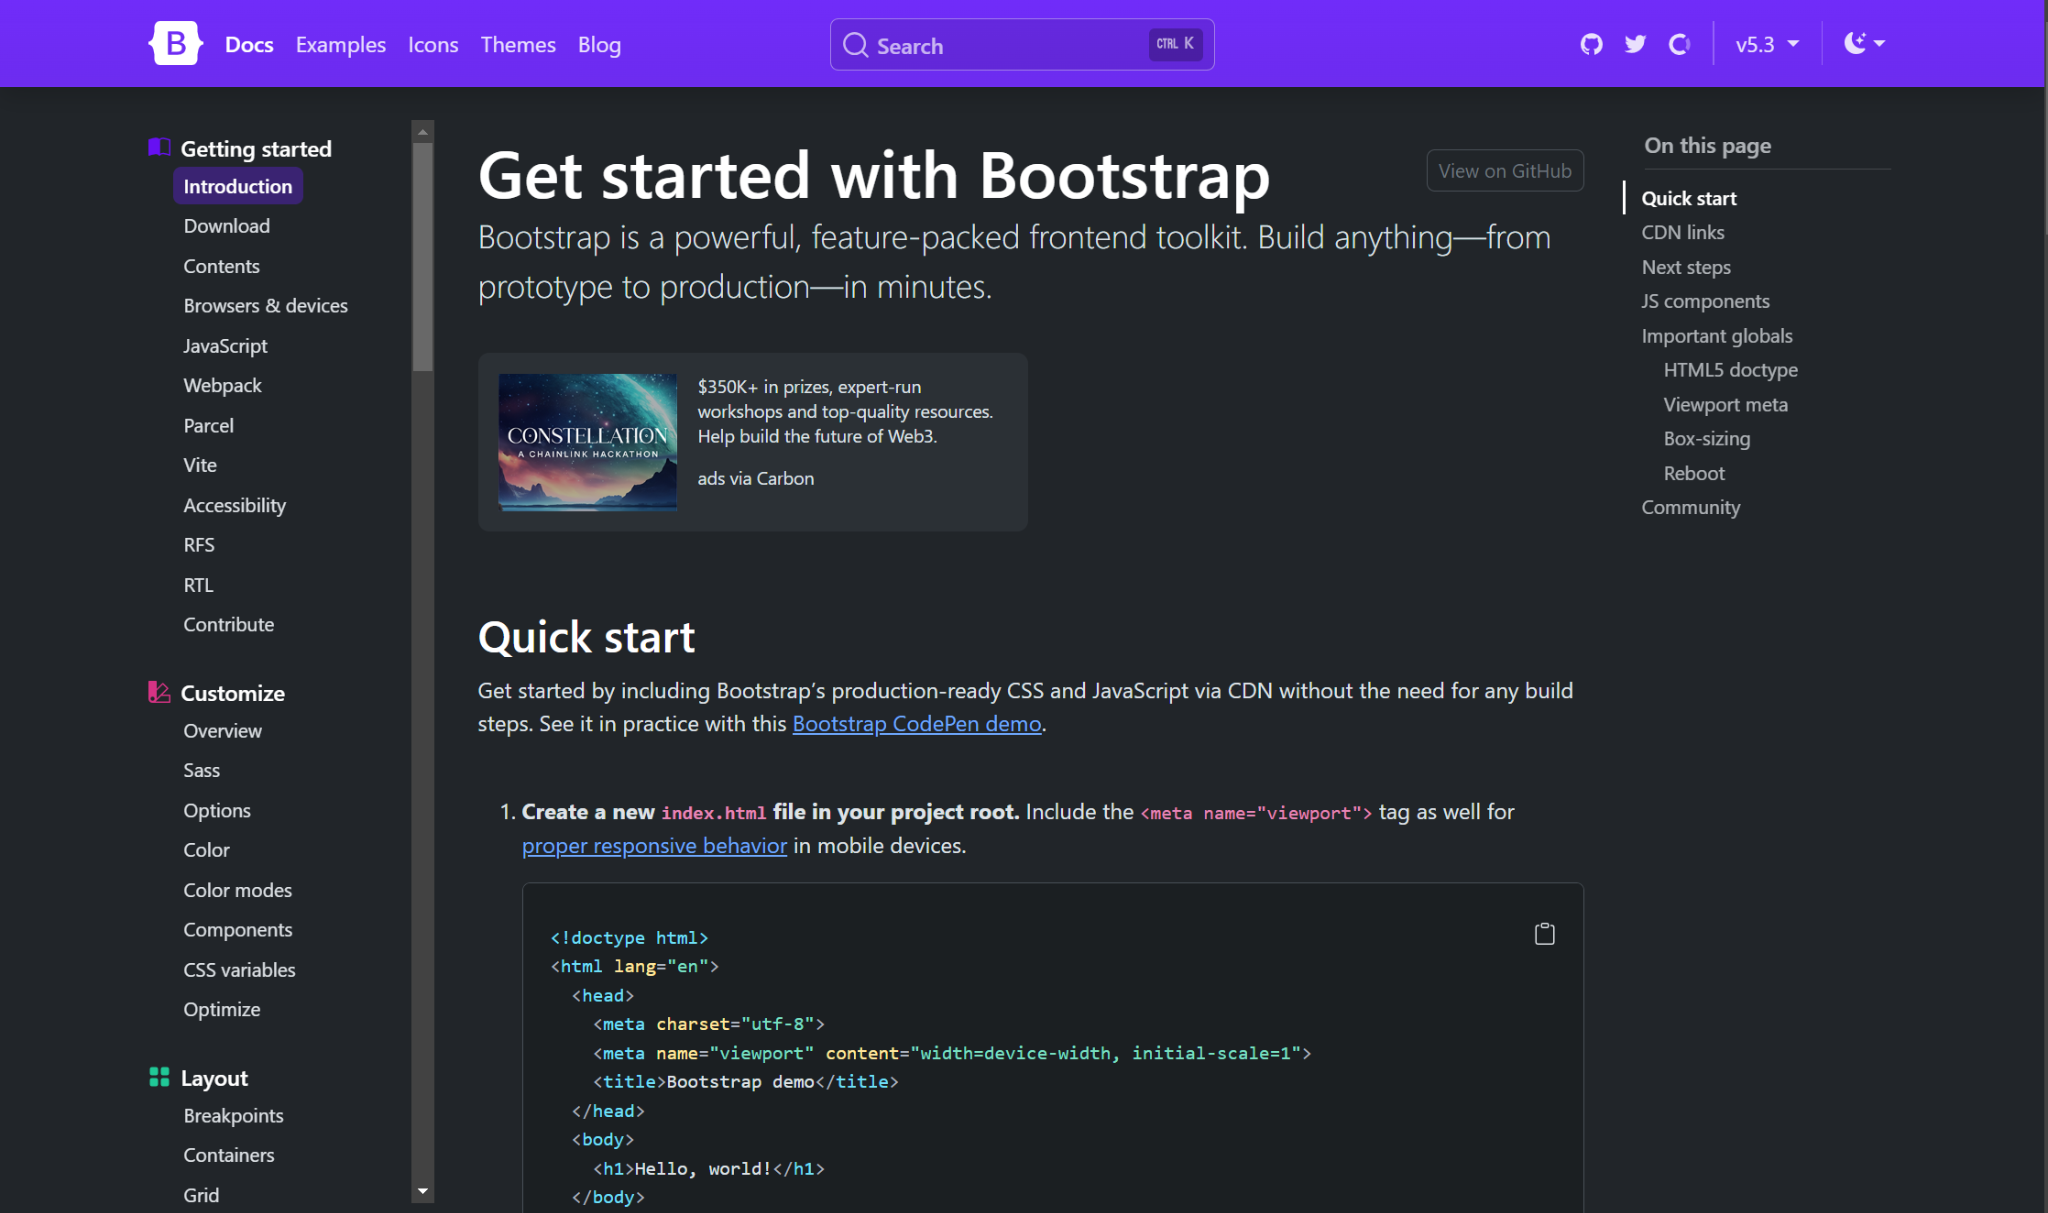 B Docs Examples Icons Themes Blog Search CTRL K v5.3
Getting started
Introduction
Download
Contents
Browsers & devices
JavaScript
Webpack
Parcel
Vite
Accessibility
RFS
RTL
Contribute
Customize
Overview
Sass
Options
Color
Color modes
Components
CSS variables
Optimize
Layout
Breakpoints
Containers
Grid
Get started with Bootstrap
View on GitHub
Bootstrap is a powerful, feature-packed frontend toolkit. Build anything—from
prototype to production—in minutes.
CONSTELLATION
A CHAINLINK HACKATHON
$350K+ in prizes, expert-run
workshops and top-quality resources.
Help build the future of Web3.
ads via Carbon
Quick start
Get started by including Bootstrap’s production-ready CSS and JavaScript via CDN without the need for any build
steps. See it in practice with this Bootstrap CodePen demo.
1. Create a new index.html file in your project root. Include the <meta name="viewport"> tag as well for
proper responsive behavior in mobile devices.
<!doctype html>
<html lang="en">
  <head>
    <meta charset="utf-8">
    <meta name="viewport" content="width=device-width, initial-scale=1">
    <title>Bootstrap demo</title>
  </head>
  <body>
    <h1>Hello, world!</h1>
  </body>
On this page
Quick start
CDN links
Next steps
JS components
Important globals
HTML5 doctype
Viewport meta
Box-sizing
Reboot
Community